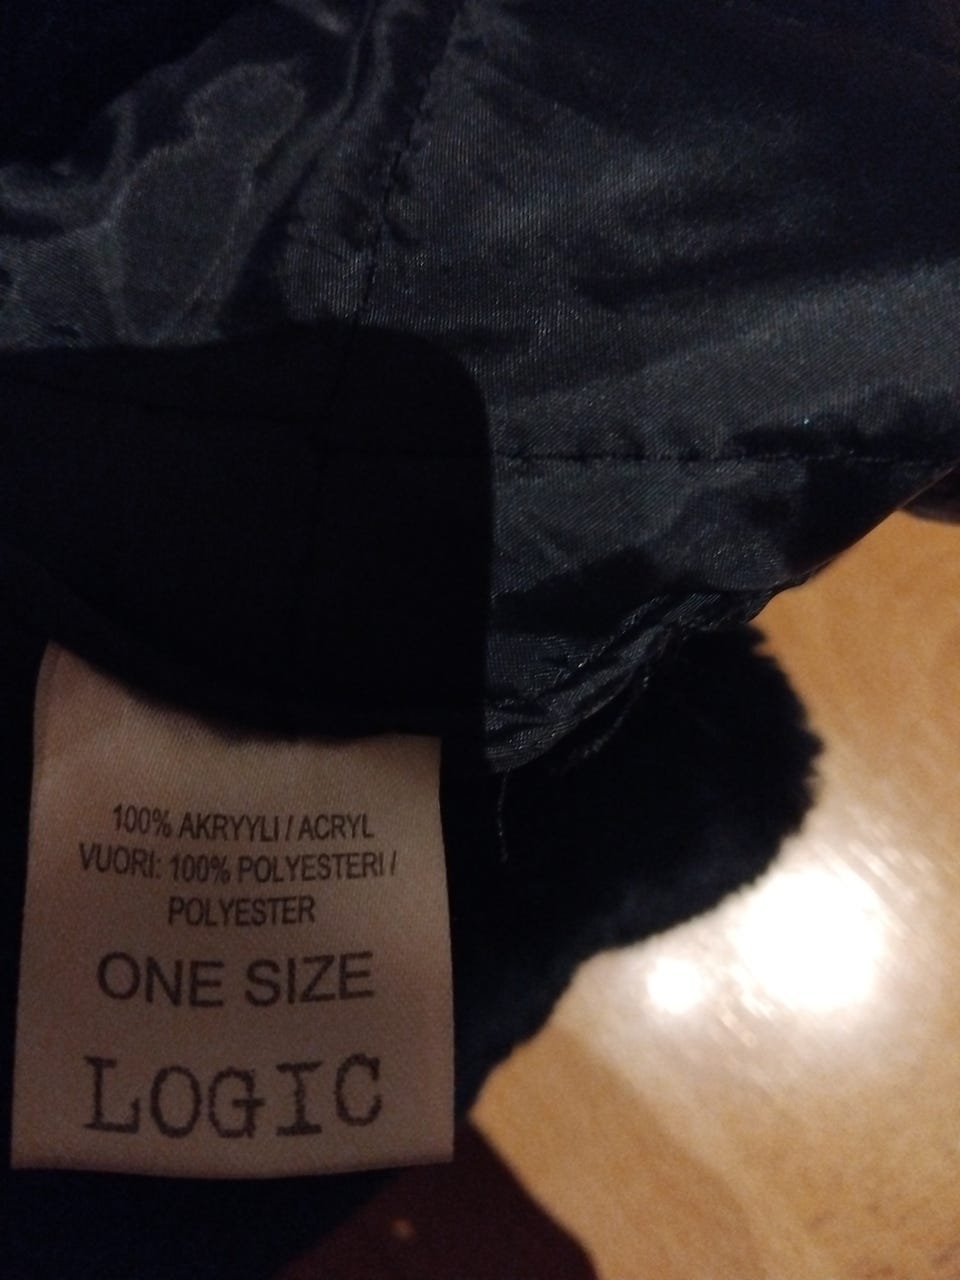 100% AKRYYLI / ACRYL
VUORI: 100% POLYESTERI /
POLYESTER
ONE SIZE
LOGIC